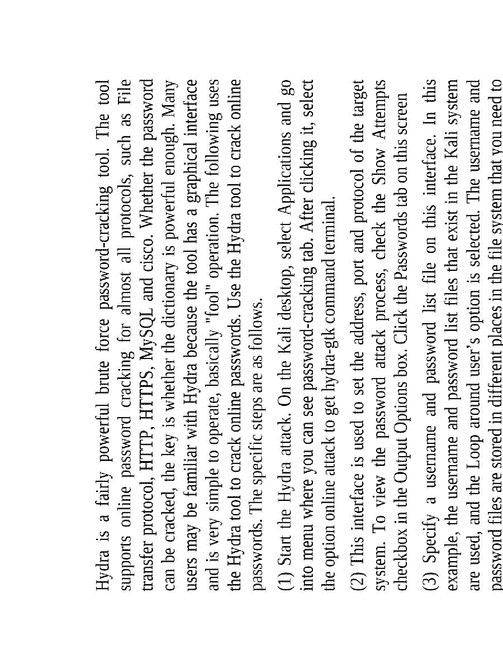 Hydra is a fairly powerful brute force password-cracking tool. The tool
supports online password cracking for almost all protocols, such as File
transfer protocol, HTTP, HTTPS, MySQL and cisco. Whether the password
can be cracked, the key is whether the dictionary is powerful enough. Many
users may be familiar with Hydra because the tool has a graphical interface
and is very simple to operate, basically "fool" operation. The following uses
the Hydra tool to crack online passwords. Use the Hydra tool to crack online
passwords. The specific steps are as follows.
(1) Start the Hydra attack. On the Kali desktop, select Applications and go
into menu where you can see password-cracking tab. After clicking it, select
the option online attack to get hydra-gtk command terminal.
(2) This interface is used to set the address, port and protocol of the target
system. To view the password attack process, check the Show Attempts
checkbox in the Output Options box. Click the Passwords tab on this screen
(3) Specify a username and password list file on this interface. In this
example, the username and password list files that exist in the Kali system
are used, and the Loop around user's option is selected. The username and
password files are stored in different places in the file system that you need to